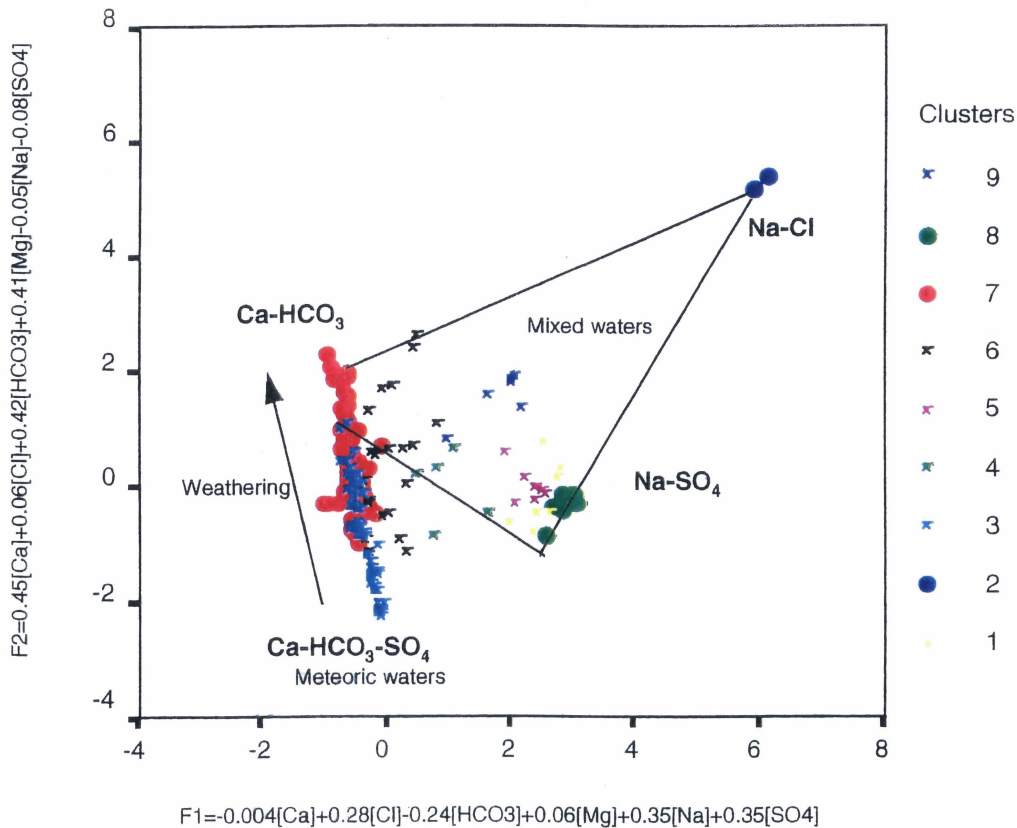 F2=0.45[Ca]+0.06[Cl]+0.42[HCO3]+0.41[Mg]-0.05[Na]-0.08[SO4]
8
6
4
2
0
-2
-4
-4
-2
0
2
4
6
8
F1=-0.004[Ca]+0.28[Cl]-0.24[HCO3]+0.06[Mg]+0.35[Na]+0.35[SO4]
Na-Cl
Ca-HCO₃
Mixed waters
Weathering
Na-SO₄
Ca-HCO₃-SO₄
Meteoric waters
Clusters
9
8
7
6
5
4
3
2
1